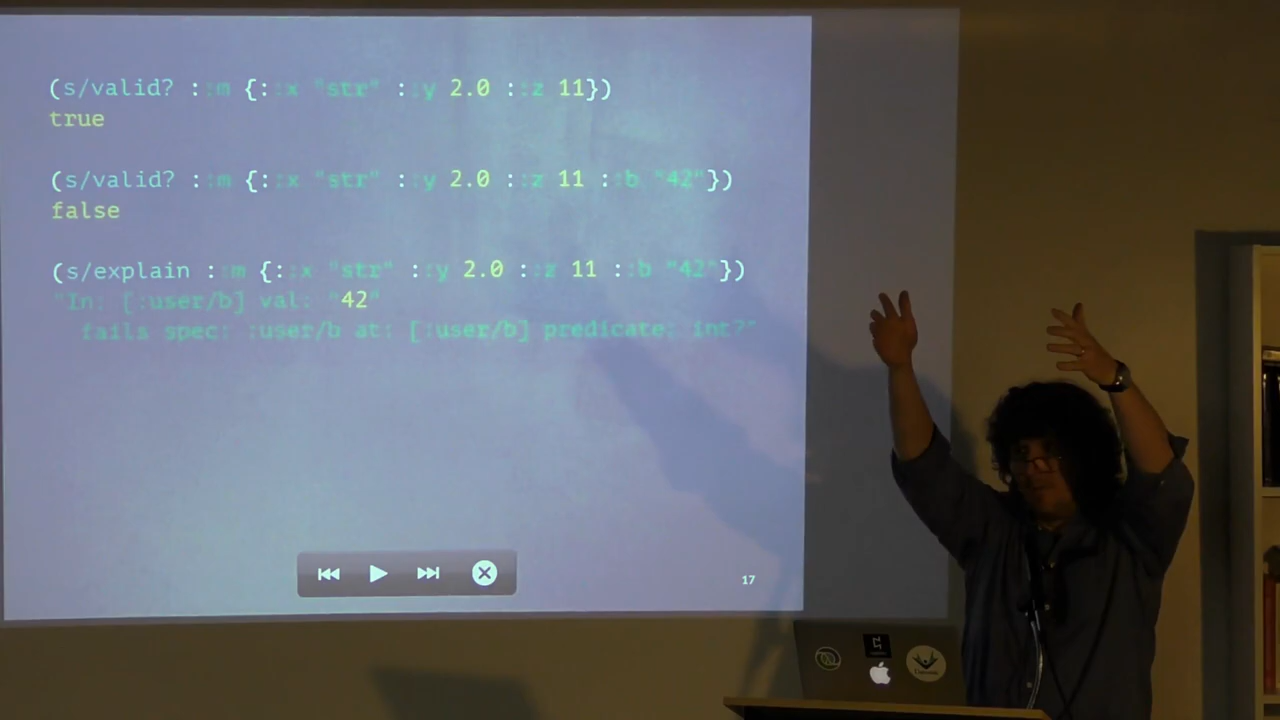 (s/valid? ::m {::x "str" ::y 2.0 ::z 11})
true
(s/valid? ::m {::x "str" ::y 2.0 ::z 11 ::b "42"})
false
(s/explain ::m {::x "str" ::y 2.0 ::z 11 ::b "42"})
"In: [:user/b] val: "42"
fails spec: :user/b at: [:user/b] predicate: int?"
17